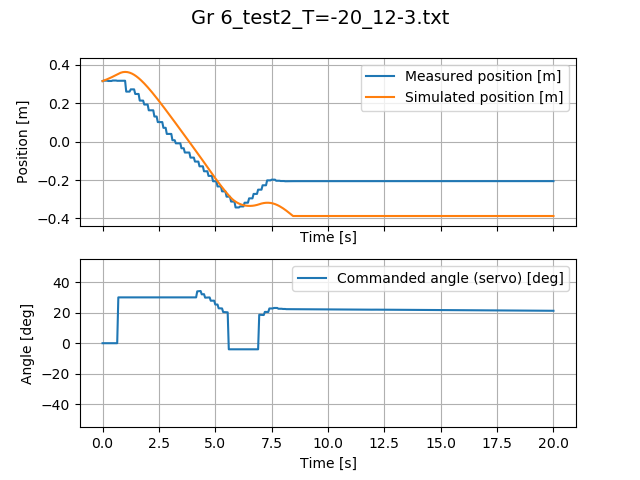 Gr 6_test2_T=-20_12-3.txt
Position [m]
0.4
0.2
0.0
−0.2
−0.4
Measured position [m]
Simulated position [m]
Time [s]
Angle [deg]
40
20
0
−20
−40
Commanded angle (servo) [deg]
0.0 2.5 5.0 7.5 10.0 12.5 15.0 17.5 20.0
Time [s]